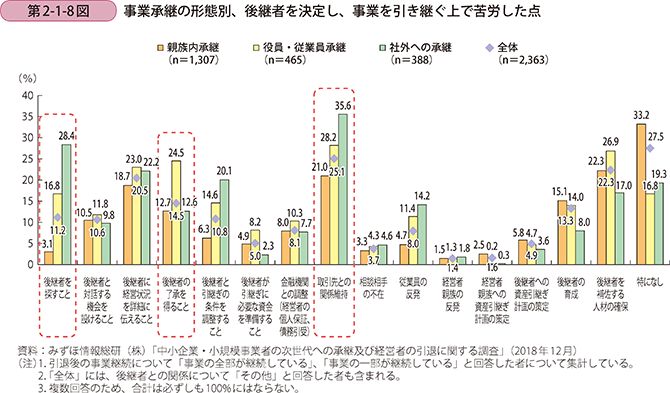 第2-1-8図 事業承継の形態別、後継者を決定し、事業を引き継ぐ上で苦労した点
親族内承継 役員・従業員承継 社外への承継 全体
(n=1,307) (n=465) (n=388) (n=2,363)
(%)
40
35
30
25
20
15
10
5
0
3.1 16.8 28.4 11.2
10.5 11.8 9.8 10.6
18.7 23.0 22.2 20.5
12.7 24.5 12.6 14.5
6.3 14.6 20.1 10.8
4.9 8.2 2.3 5.0
8.0 10.3 7.7 8.1
21.0 28.2 35.6 25.1
3.3 4.3 4.6 3.7
4.7 11.4 14.2 8.0
1.5 1.3 1.8 1.4
2.5 0.2 0.3 1.6
5.8 4.7 3.6 4.9
15.1 14.0 8.0 13.3
22.3 26.9 17.0 22.3
33.2 16.8 19.3 27.5
後継者を
探すこと
後継者と
対話する
機会を
設けること
後継者に
経営状況
を詳細に
伝えること
後継者の
了承を
得ること
後継者と
引継ぎの
条件を
調整する
こと
後継者が
引継ぎに
必要な資金
を準備する
こと
金融機関
との調整
(経営者の
個人保証、
債務引受)
取引先との
関係維持
相談相手
の不在
従業員の
反発
経営者
親族の
反発
経営者
親族への
資産引継ぎ
計画の策定
後継者への
資産引継ぎ
計画の策定
後継者の
育成
後継者を
補佐する
人材の確保
特になし
資料:みずほ情報総研(株)「中小企業・小規模事業者の次世代への承継及び経営者の引退に関する調査」(2018年12月)
(注)1.引退後の事業継続について「事業の全部が継続している」、「事業の一部が継続している」と回答した者について集計している。
2.「全体」には、後継者との関係について「その他」と回答した者も含まれる。
3.複数回答のため、合計は必ずしも100%にはならない。